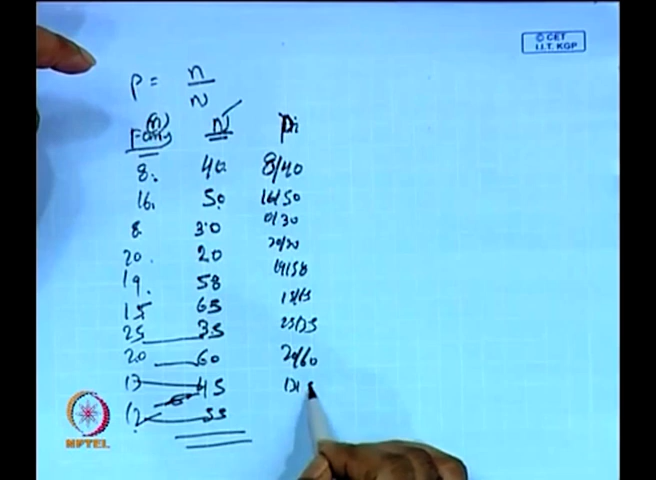 © CET
I.I.T. KGP
p = n/N
(n) N pi
8. 40. 8/40
16. 50 16/50
8 30 8/30
20 20 20/20
19. 58 19/58
15 65 15/65
25 35 25/35
20 60 20/60
13 45 13/
12 55
NPTEL